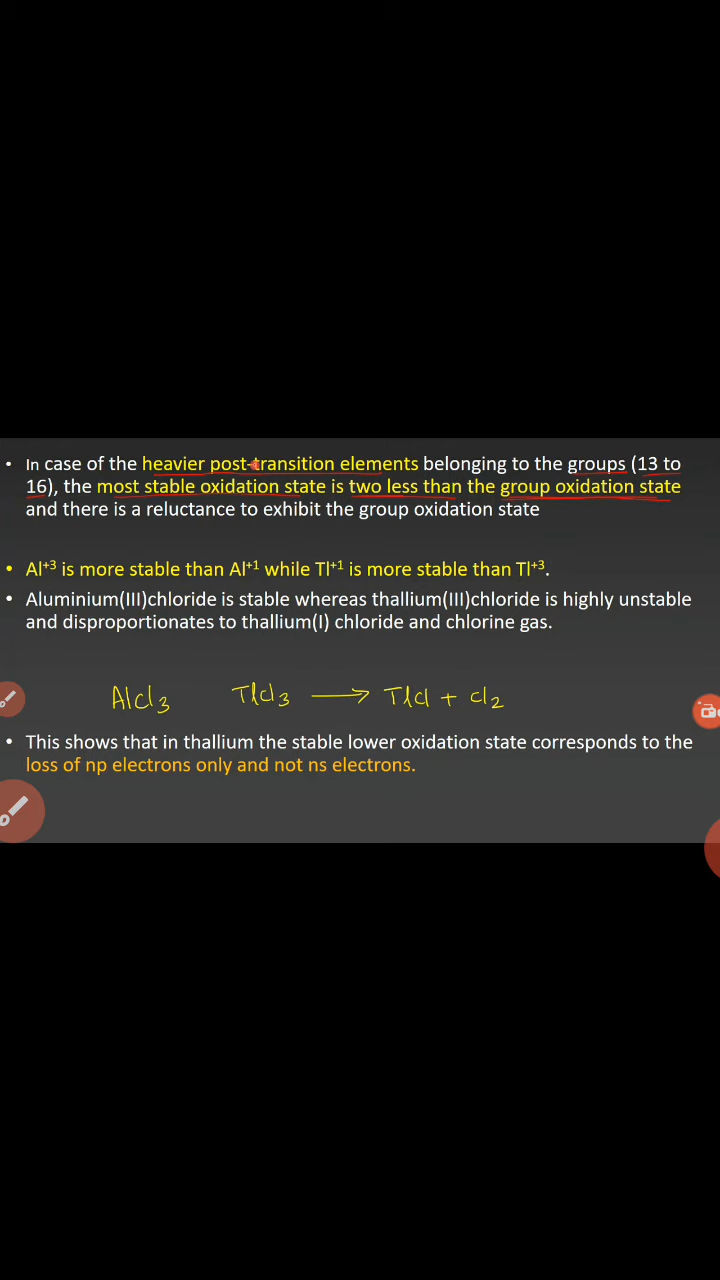 • In case of the heavier post-transition elements belonging to the groups (13 to
16), the most stable oxidation state is two less than the group oxidation state
and there is a reluctance to exhibit the group oxidation state
• Al⁺³ is more stable than Al⁺¹ while Tl⁺¹ is more stable than Tl⁺³.
• Aluminium(III)chloride is stable whereas thallium(III)chloride is highly unstable
and disproportionates to thallium(I) chloride and chlorine gas.
AlCl₃ TlCl₃ ⟶ TlCl + Cl₂
• This shows that in thallium the stable lower oxidation state corresponds to the
loss of np electrons only and not ns electrons.